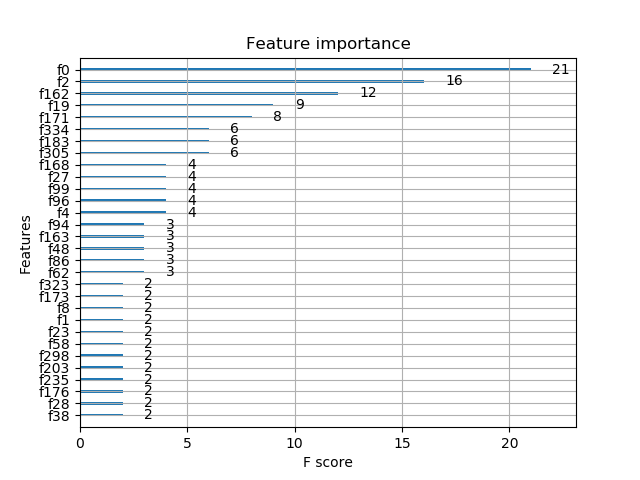 Feature importance
f0 21
f2 16
f162 12
f19 9
f171 8
f334 6
f183 6
f305 6
f168 4
f27 4
f99 4
f96 4
f4 4
f94 3
f163 3
f48 3
f86 3
f62 3
f323 2
f173 2
f8 2
f1 2
f23 2
f58 2
f298 2
f203 2
f235 2
f176 2
f28 2
f38 2
Features
0 5 10 15 20
F score